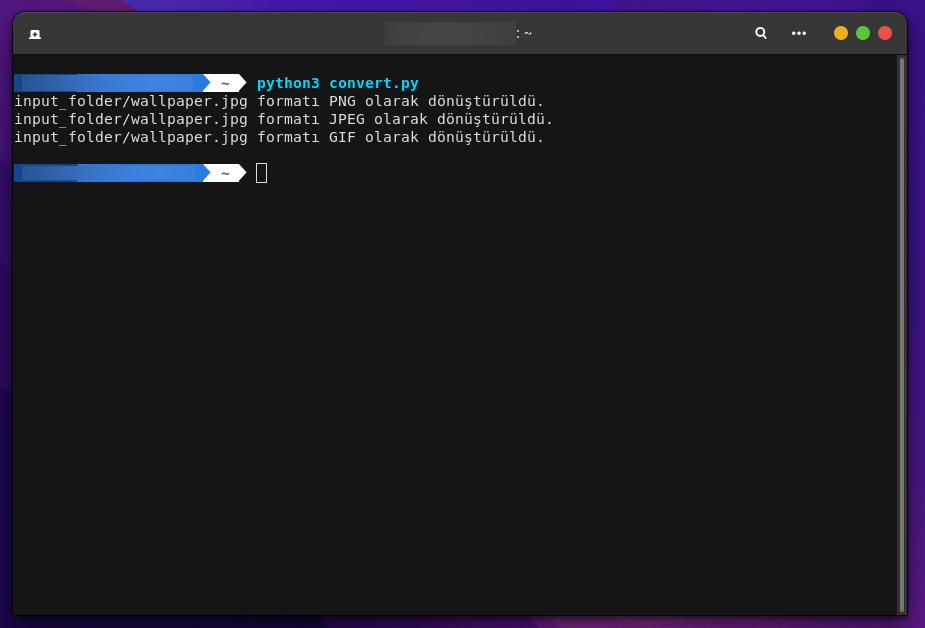 : ~
~ python3 convert.py
input_folder/wallpaper.jpg formatı PNG olarak dönüştürüldü.
input_folder/wallpaper.jpg formatı JPEG olarak dönüştürüldü.
input_folder/wallpaper.jpg formatı GIF olarak dönüştürüldü.
~